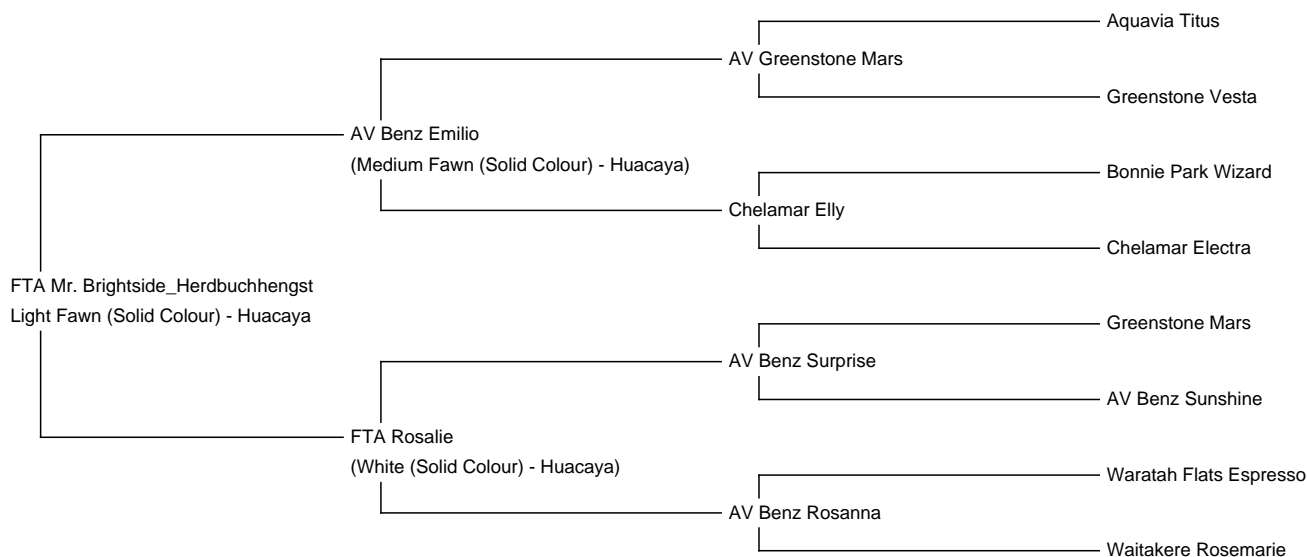 Aquavia Titus
AV Greenstone Mars
Greenstone Vesta
AV Benz Emilio
(Medium Fawn (Solid Colour) - Huacaya)
Bonnie Park Wizard
Chelamar Elly
Chelamar Electra
FTA Mr. Brightside_Herdbuchhengst
Light Fawn (Solid Colour) - Huacaya
Greenstone Mars
AV Benz Surprise
AV Benz Sunshine
FTA Rosalie
(White (Solid Colour) - Huacaya)
Waratah Flats Espresso
AV Benz Rosanna
Waitakere Rosemarie